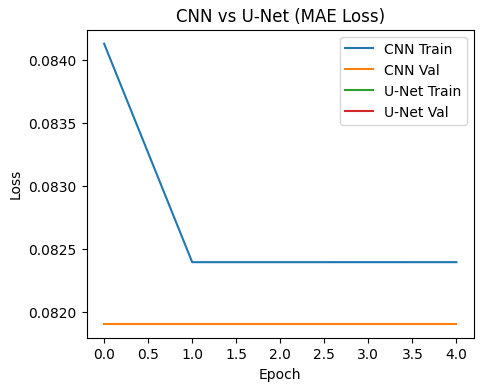 CNN vs U-Net (MAE Loss)
CNN Train
CNN Val
U-Net Train
U-Net Val
0.0840
0.0835
0.0830
0.0825
0.0820
Loss
0.0 0.5 1.0 1.5 2.0 2.5 3.0 3.5 4.0
Epoch